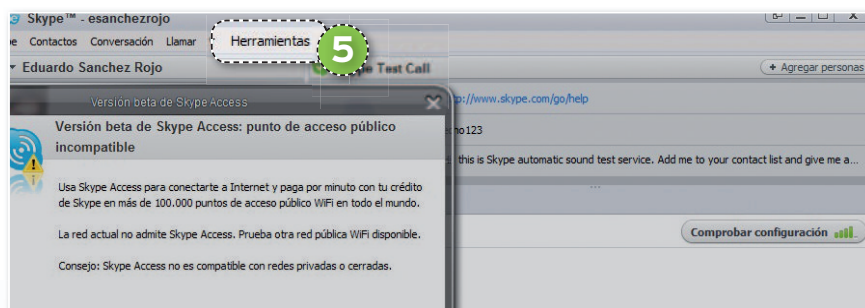 Skype™ - esanchezrojo
Contactos Conversación Llamar Herramientas
5
Eduardo Sanchez Rojo
Test Call
+ Agregar personas
Versión beta de Skype Access
Versión beta de Skype Access: punto de acceso público
incompatible
Usa Skype Access para conectarte a Internet y paga por minuto con tu crédito
de Skype en más de 100.000 puntos de acceso público WiFi en todo el mundo.
La red actual no admite Skype Access. Prueba otra red pública WiFi disponible.
Consejo: Skype Access no es compatible con redes privadas o cerradas.
tp://www.skype.com/go/help
ho123
this is Skype automatic sound test service. Add me to your contact list and give me a...
Comprobar configuración